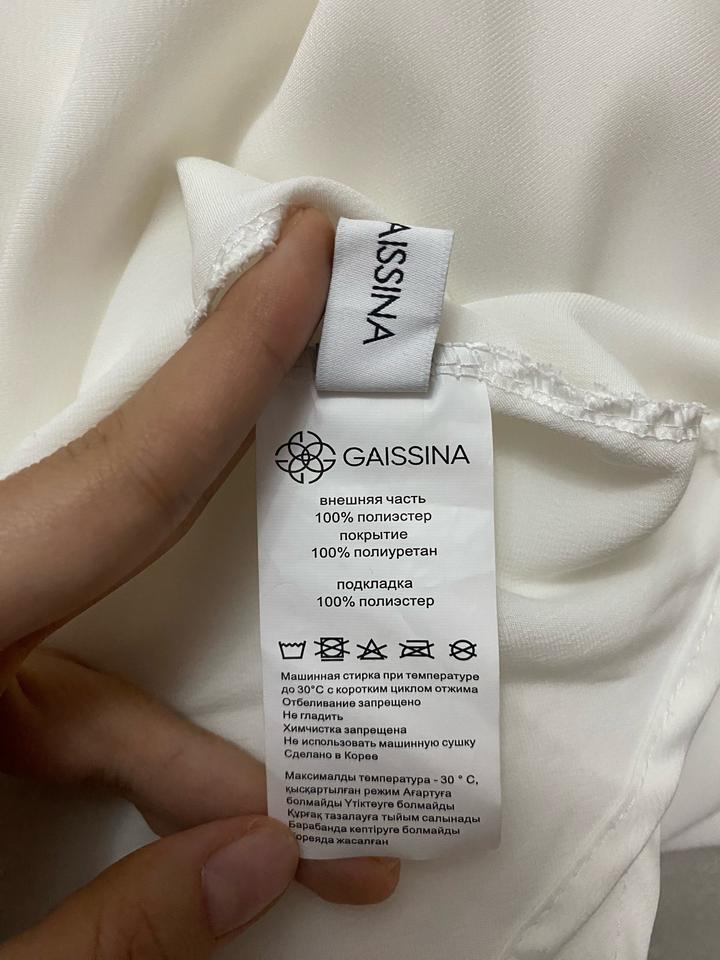 AISSINA
GAISSINA
внешняя часть
100% полиэстер
покрытие
100% полиуретан
подкладка
100% полиэстер
Машинная стирка при температуре
до 30°C с коротким циклом отжима
Отбеливание запрещено
Не гладить
Химчистка запрещена
Не использовать машинную сушку
Сделано в Корее
Максималды температура - 30 ° C,
қысқартылған режим Ағартуға
болмайды Үтіктеуге болмайды
Құрғақ тазалауға тыйым салынады
Барабанда кептіруге болмайды
ореяда жасалған